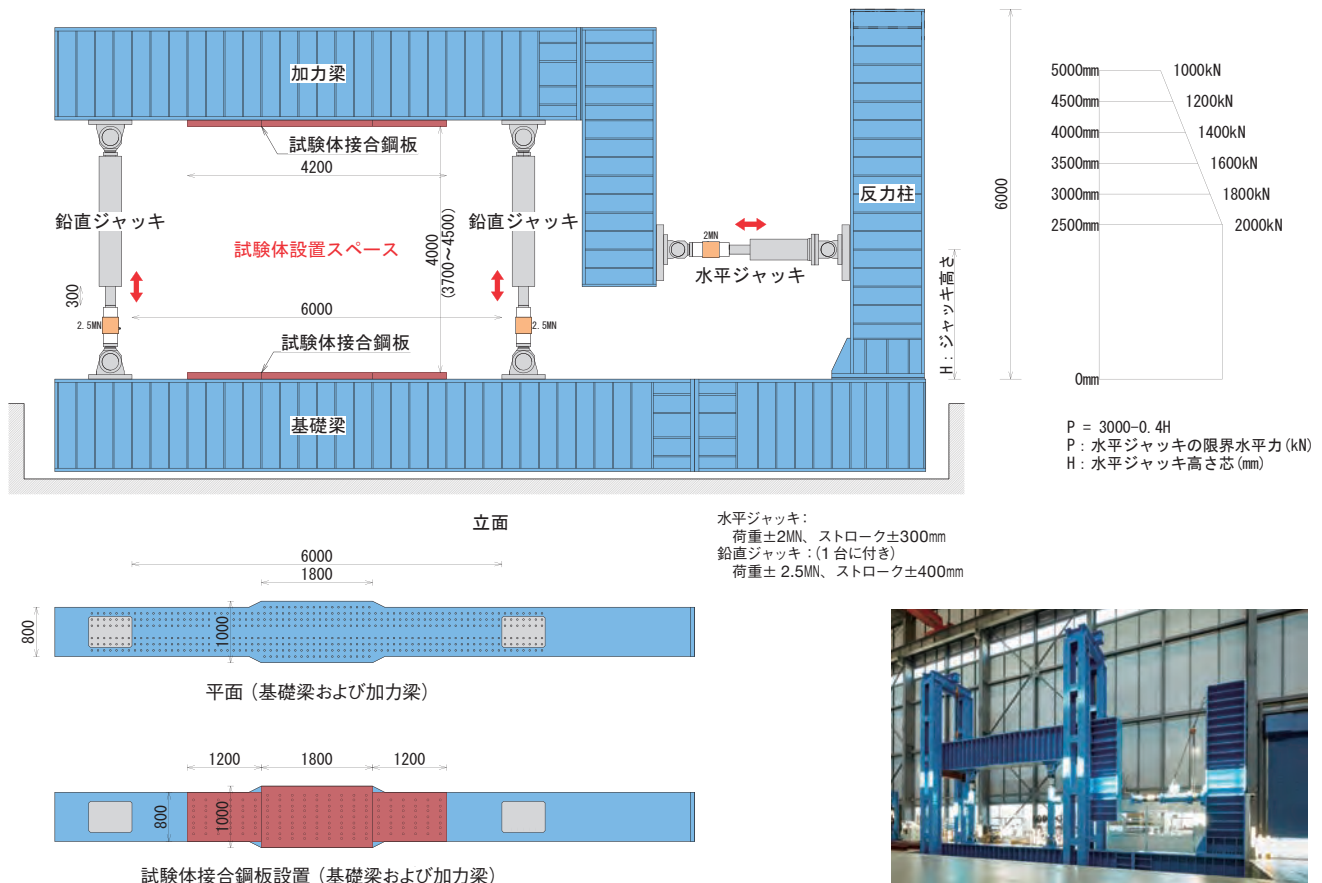 加力梁
試験体接合鋼板
4200
鉛直ジャッキ
鉛直ジャッキ
試験体設置スペース
4000
(3700~4500)
300
6000
2.5MN
2.5MN
試験体接合鋼板
基礎梁
2MN
水平ジャッキ
反力柱
H:ジャッキ高さ
6000
5000mm
1000kN
4500mm
1200kN
4000mm
1400kN
3500mm
1600kN
3000mm
1800kN
2500mm
2000kN
0mm
P = 3000-0.4H
P:水平ジャッキの限界水平力(kN)
H:水平ジャッキ高さ芯(mm)
立面
水平ジャッキ:
荷重±2MN、ストローク±300mm
鉛直ジャッキ:(1台に付き)
荷重± 2.5MN、ストローク±400mm
6000
1800
800
1000
平面(基礎梁および加力梁)
1200
1800
1200
800
1000
試験体接合鋼板設置(基礎梁および加力梁)